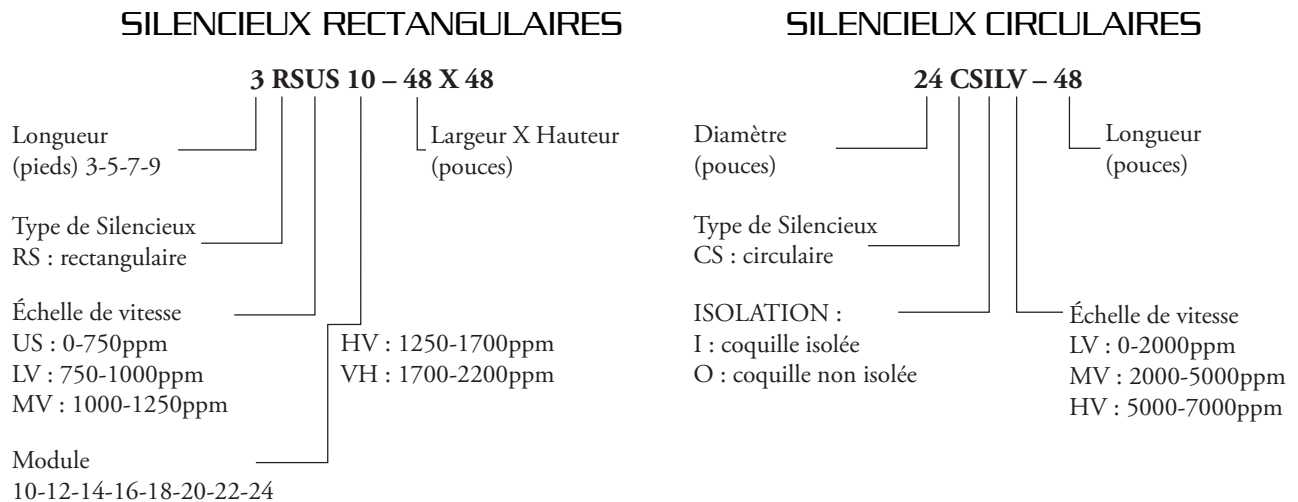 SILENCIEUX RECTANGULAIRES
3 RSUS 10 – 48 X 48
Longueur
(pieds) 3-5-7-9
Largeur X Hauteur
(pouces)
Type de Silencieux
RS : rectangulaire
Échelle de vitesse
US : 0-750ppm
LV : 750-1000ppm
MV : 1000-1250ppm
HV : 1250-1700ppm
VH : 1700-2200ppm
Module
10-12-14-16-18-20-22-24
SILENCIEUX CIRCULAIRES
24 CSILV – 48
Diamètre
(pouces)
Longueur
(pouces)
Type de Silencieux
CS : circulaire
ISOLATION :
I : coquille isolée
O : coquille non isolée
Échelle de vitesse
LV : 0-2000ppm
MV : 2000-5000ppm
HV : 5000-7000ppm